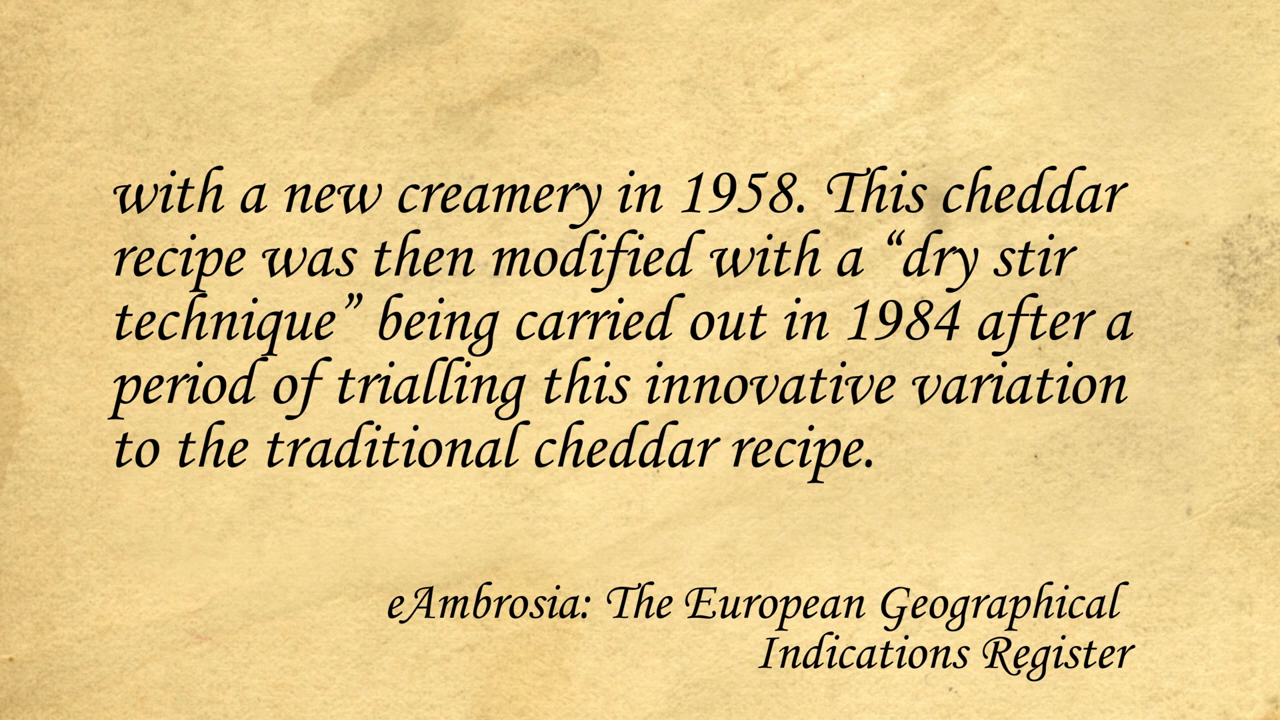 with a new creamery in 1958. This cheddar
recipe was then modified with a “dry stir
technique” being carried out in 1984 after a
period of trialling this innovative variation
to the traditional cheddar recipe.
eAmbrosia: The European Geographical
Indications Register